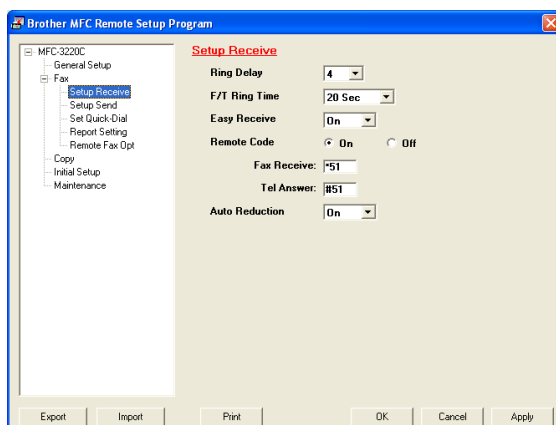 Brother MFC Remote Setup Program
MFC-3220C
General Setup
Fax
Setup Receive
Setup Send
Set Quick-Dial
Report Setting
Remote Fax Opt
Copy
Initial Setup
Maintenance
Setup Receive
Ring Delay 4
F/T Ring Time 20 Sec
Easy Receive On
Remote Code On Off
Fax Receive: *51
Tel Answer: #51
Auto Reduction On
Export Import Print OK Cancel Apply